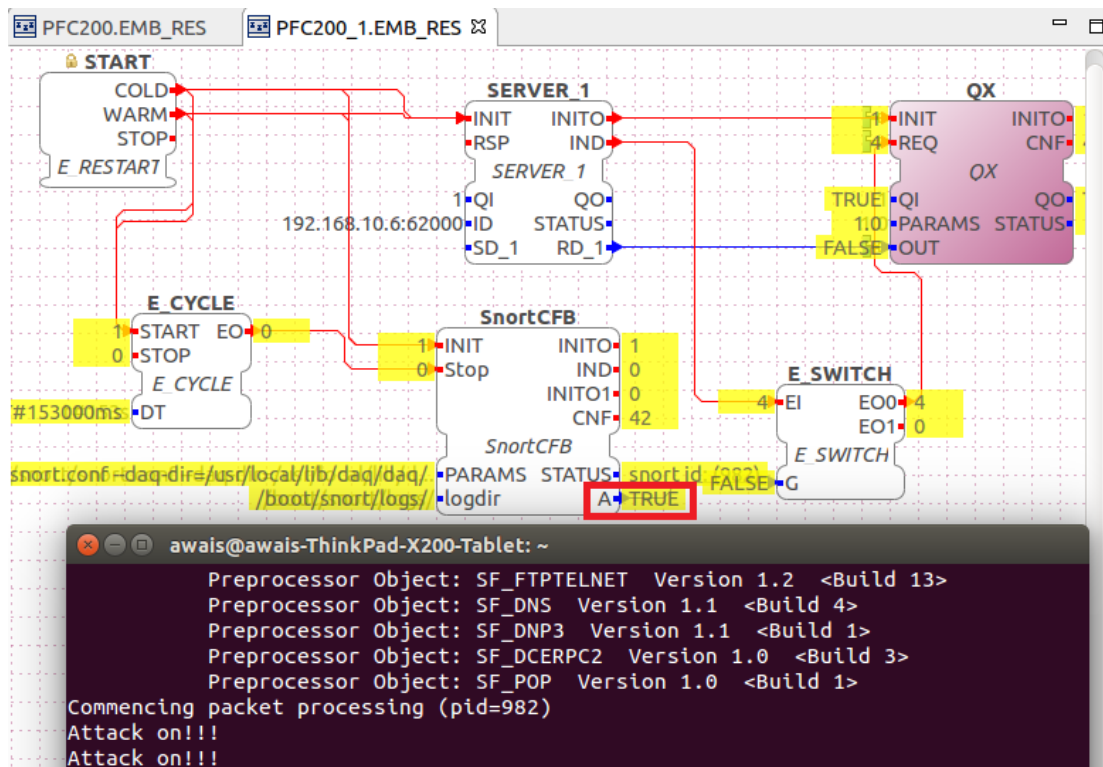 PFC200.EMB_RES PFC200_1.EMB_RES
START
COLD
WARM
STOP
E_RESTART
SERVER_1
INIT INITO
RSP IND
SERVER_1
1 QI QO
192.168.10.6:62000 ID STATUS
SD_1 RD_1
QX
1 INIT INITO
4 REQ CNF
QX
TRUE QI QO
1.0 PARAMS STATUS
FALSE OUT
E_CYCLE
1 START EO 0
0 STOP
E_CYCLE
#153000ms DT
SnortCFB
1 INIT INITO 1
0 Stop IND 0
INITO1 0
CNF 42
SnortCFB
snort.conf --daq-dir=/usr/local/lib/daq/ PARAMS STATUS snort id:
/boot/snort/logs/ logdir A TRUE
E_SWITCH
4 EI EO0 4
EO1 0
E_SWITCH
FALSE G
awais@awais-ThinkPad-X200-Tablet: ~
Preprocessor Object: SF_FTPTELNET Version 1.2 <Build 13>
Preprocessor Object: SF_DNS Version 1.1 <Build 4>
Preprocessor Object: SF_DNP3 Version 1.1 <Build 1>
Preprocessor Object: SF_DCERPC2 Version 1.0 <Build 3>
Preprocessor Object: SF_POP Version 1.0 <Build 1>
Commencing packet processing (pid=982)
Attack on!!!
Attack on!!!